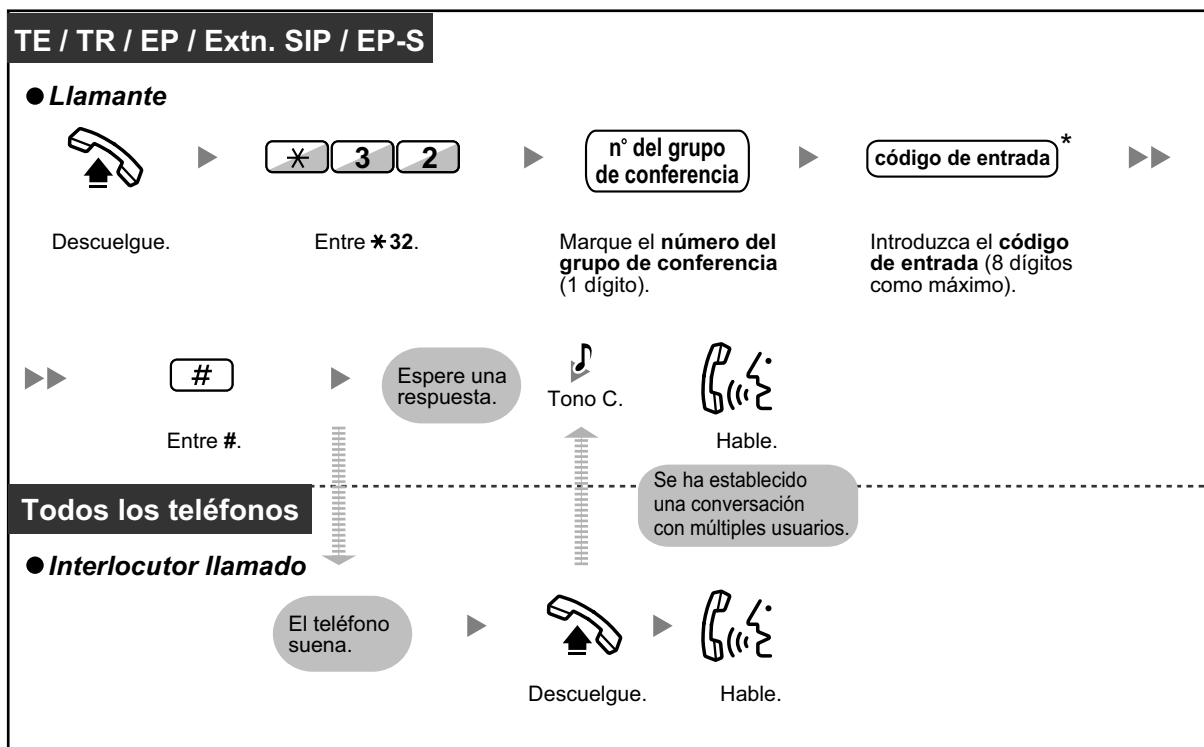 TE / TR / EP / Extn. SIP / EP-S
● Llamante
* 3 2
n° del grupo
de conferencia
código de entrada*
Descuelgue.
Entre *32.
Marque el número del
grupo de conferencia
(1 dígito).
Introduzca el código
de entrada (8 dígitos
como máximo).
#
Espere una
respuesta.
Tono C.
Entre #.
Hable.
Se ha establecido
una conversación
con múltiples usuarios.
Todos los teléfonos
● Interlocutor llamado
El teléfono
suena.
Descuelgue.
Hable.